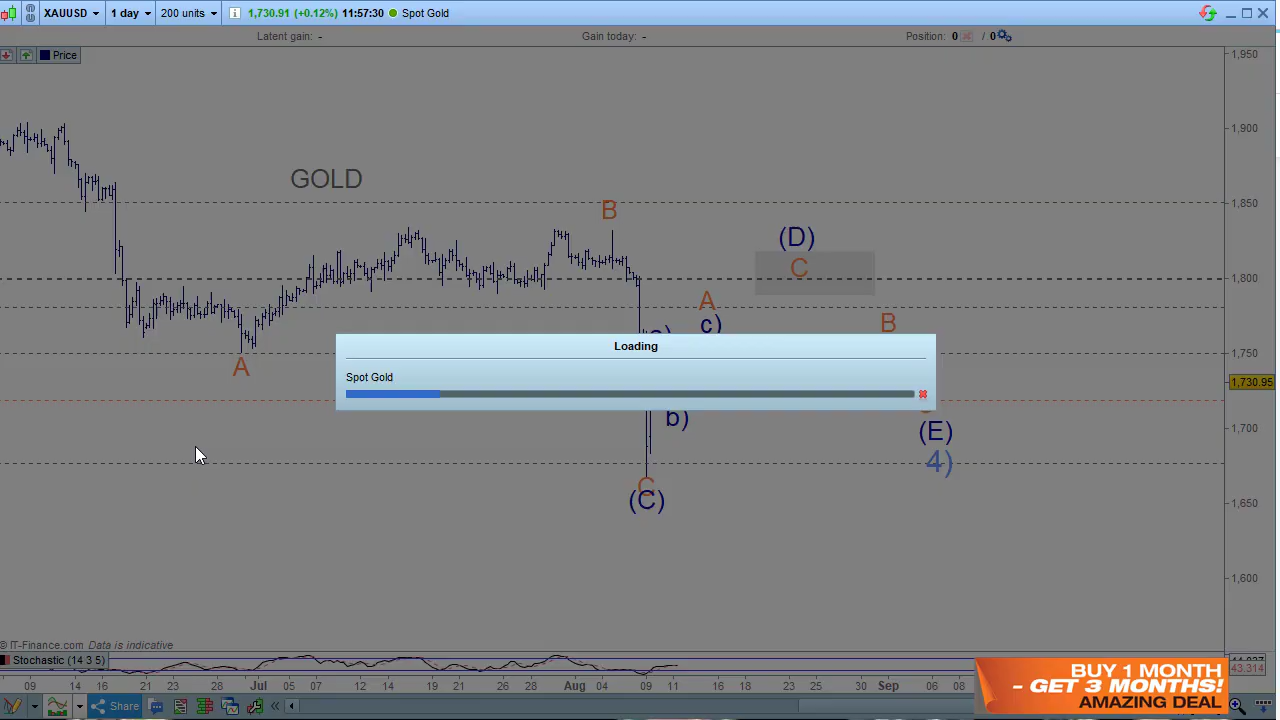 XAUUSD 1 day 200 units 1,730.91 (+0.12%) 11:57:30 Spot Gold
Latent gain: - Gain today: - Position: 0 / 0
Price
1,950
1,900
GOLD
1,850
B
(D)
C
1,800
A
B
c)
Loading
1,750
A
Spot Gold
1,730.95
b)
(E)
1,700
4)
C
(C)
1,650
1,600
© IT-Finance.com Data is indicative
Stochastic (14 3 5)
43.314
09 14 16 21 23 28 Jul 05 07 12 14 19 21 26 28 Aug 04 09 11 16 18 23 25 30 Sep 06 08
Share
BUY 1 MONTH
- GET 3 MONTHS!
AMAZING DEAL